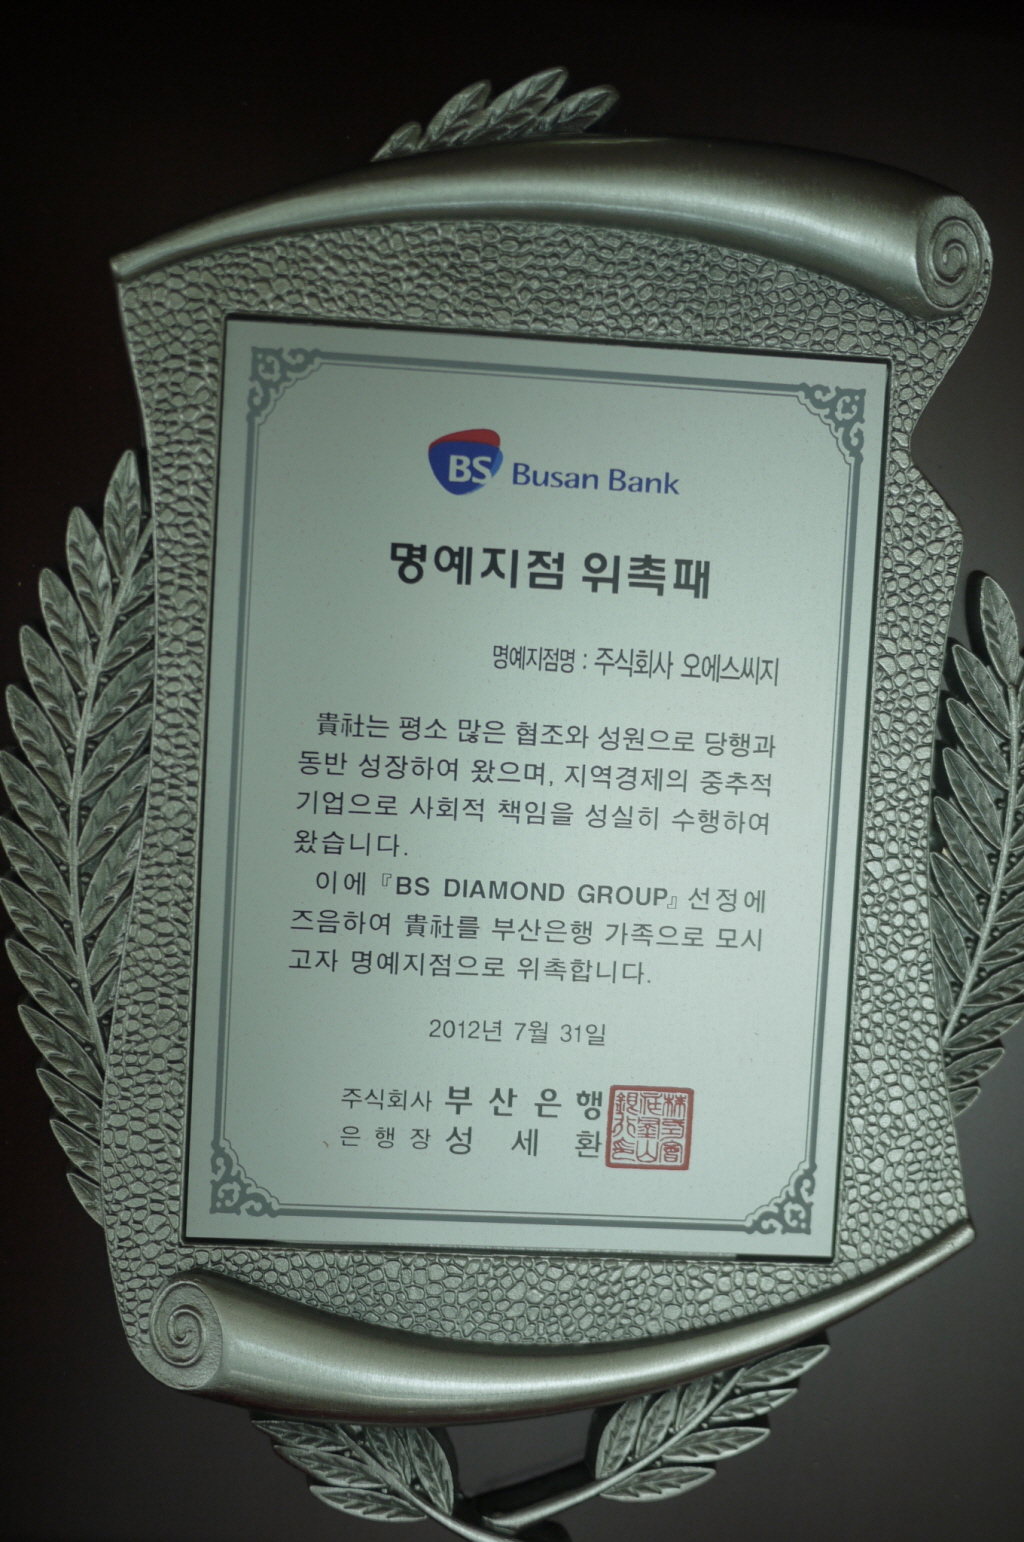 BS Busan Bank
명예지점 위촉패
명예지점명 : 주식회사 오에스씨지
貴社는 평소 많은 협조와 성원으로 당행과
동반 성장하여 왔으며, 지역경제의 중추적
기업으로 사회적 책임을 성실히 수행하여
왔습니다.
이에 『BS DIAMOND GROUP』 선정에
즈음하여 貴社를 부산은행 가족으로 모시
고자 명예지점으로 위촉합니다.
2012년 7월 31일
주식회사 부산은행
은행장 성세환